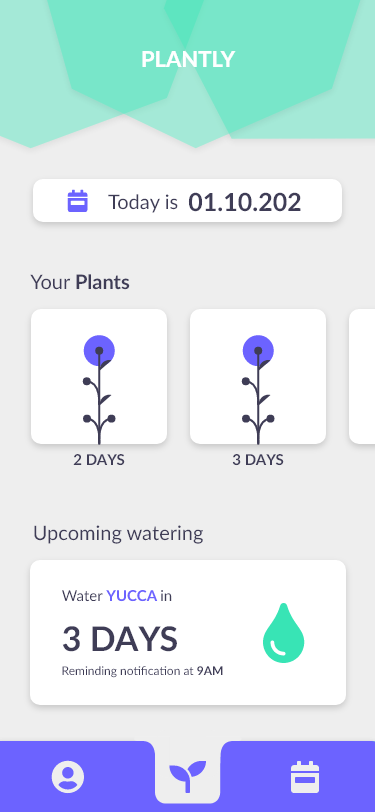 PLANTLY
Today is 01.10.202
Your Plants
2 DAYS
3 DAYS
Upcoming watering
Water YUCCA in
3 DAYS
Reminding notification at 9AM